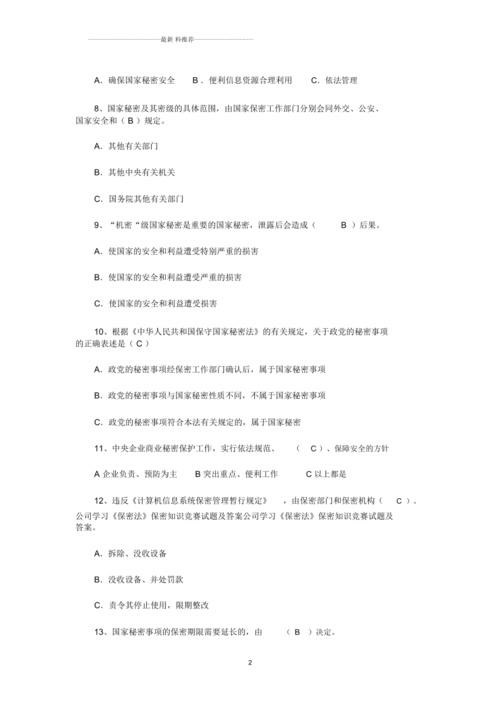 最新 料推荐
A．确保国家秘密安全 B．便利信息资源合理利用 C．依法管理
8、国家秘密及其密级的具体范围，由国家保密工作部门分别会同外交、公安、
国家安全和（ B ）规定。
A．其他有关部门
B．其他中央有关机关
C．国务院其他有关部门
9、“机密“级国家秘密是重要的国家秘密，泄露后会造成（ B ）后果。
A．使国家的安全和利益遭受特别严重的损害
B．使国家的安全和利益遭受严重的损害
C．使国家的安全和利益遭受损害
10、根据《中华人民共和国保守国家秘密法》的有关规定，关于政党的秘密事项
的正确表述是（ C ）
A．政党的秘密事项经保密工作部门确认后，属于国家秘密事项
B．政党的秘密事项与国家秘密性质不同，不属于国家秘密事项
C．政党的秘密事项符合本法有关规定的，属于国家秘密
11、中央企业商业秘密保护工作，实行依法规范、 （ C ）、保障安全的方针
A 企业负责、预防为主 B 突出重点、便利工作 C 以上都是
12、违反《计算机信息系统保密管理暂行规定》 ，由保密部门和保密机构（ C ）。
公司学习《保密法》保密知识竞赛试题及答案公司学习《保密法》保密知识竞赛试题及
答案。
A．拆除、没收设备
B．没收设备、并处罚款
C．责令其停止使用，限期整改
13、国家秘密事项的保密期限需要延长的，由 （ B ）决定。
2